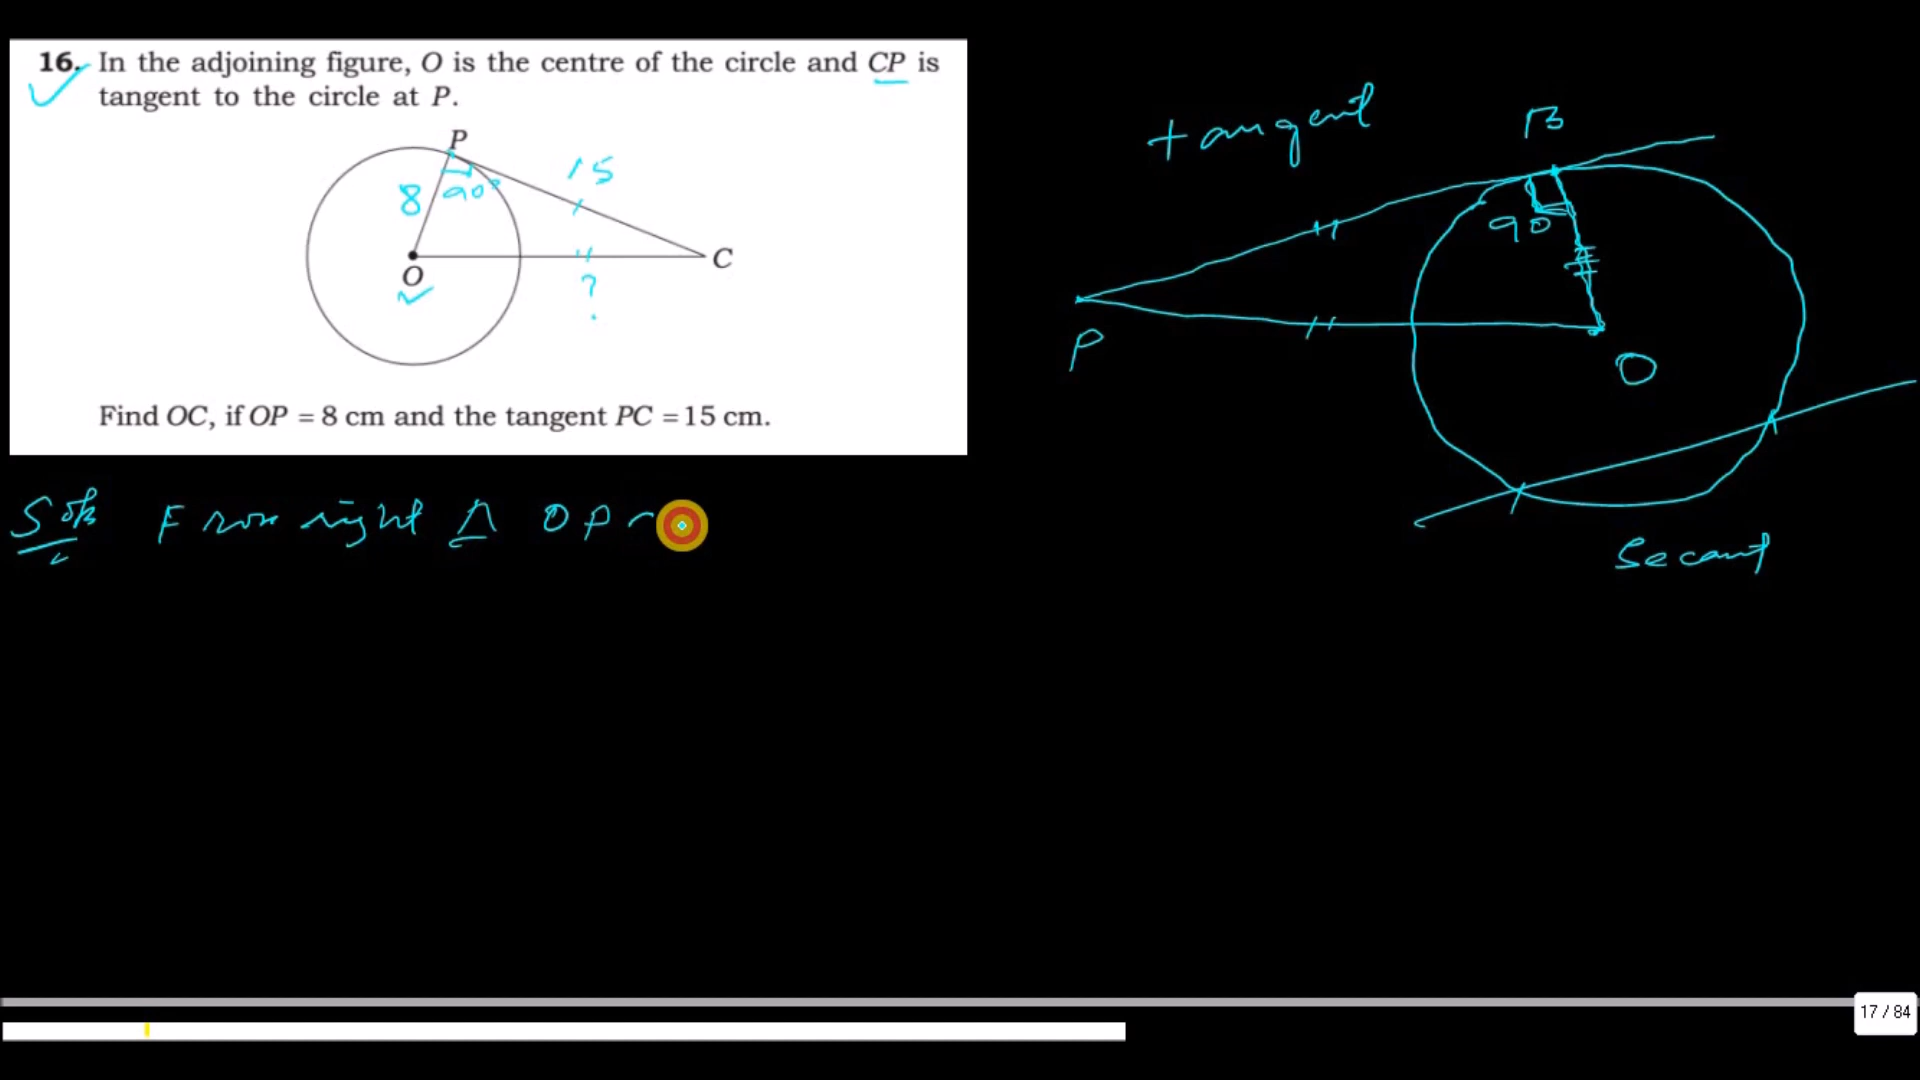 16. In the adjoining figure, O is the centre of the circle and CP is
tangent to the circle at P.
P
15
8
90°
O
C
?
Find OC, if OP = 8 cm and the tangent PC = 15 cm.
tangent
B
90
P
O
Secant
Sol:
From right Δ OP
17 / 84